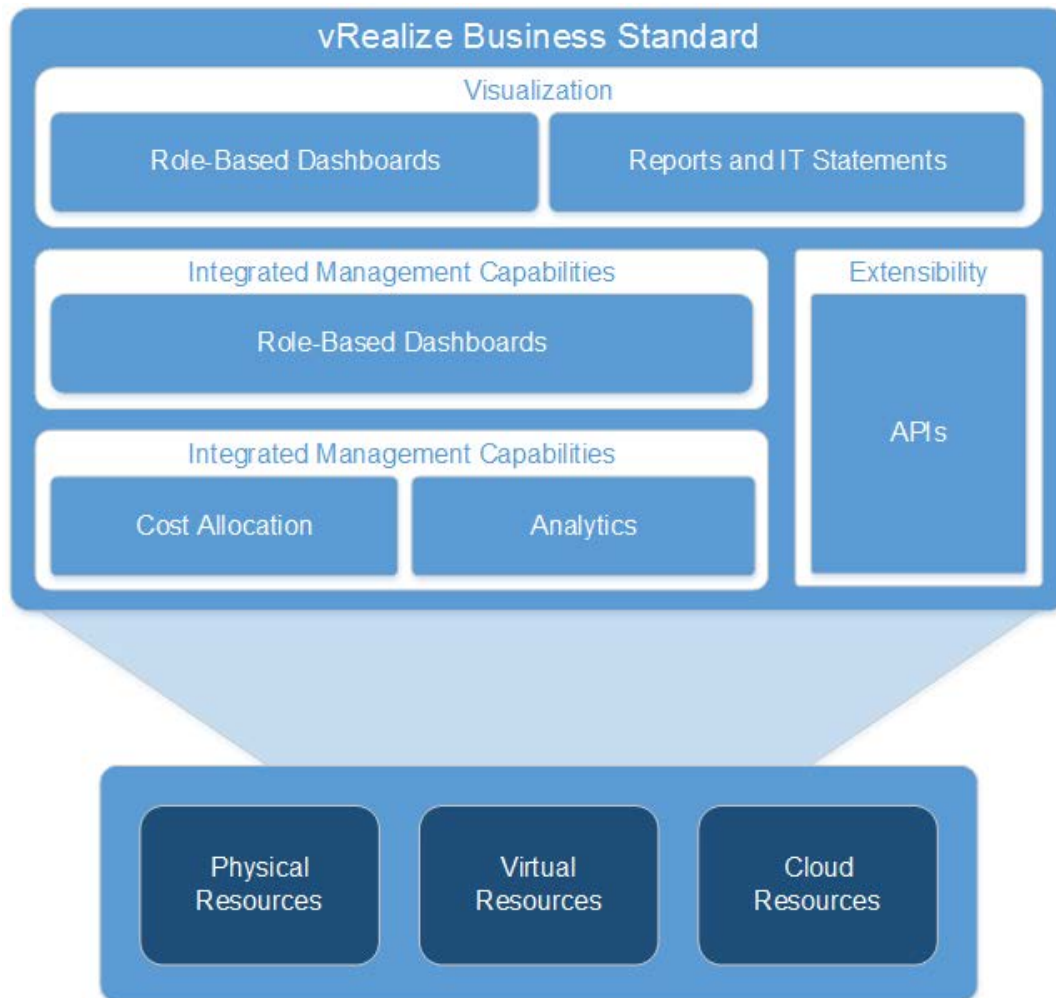 vRealize Business Standard
Visualization
Role-Based Dashboards
Reports and IT Statements
Integrated Management Capabilities
Role-Based Dashboards
Extensibility
APIs
Integrated Management Capabilities
Cost Allocation
Analytics
Physical
Resources
Virtual
Resources
Cloud
Resources